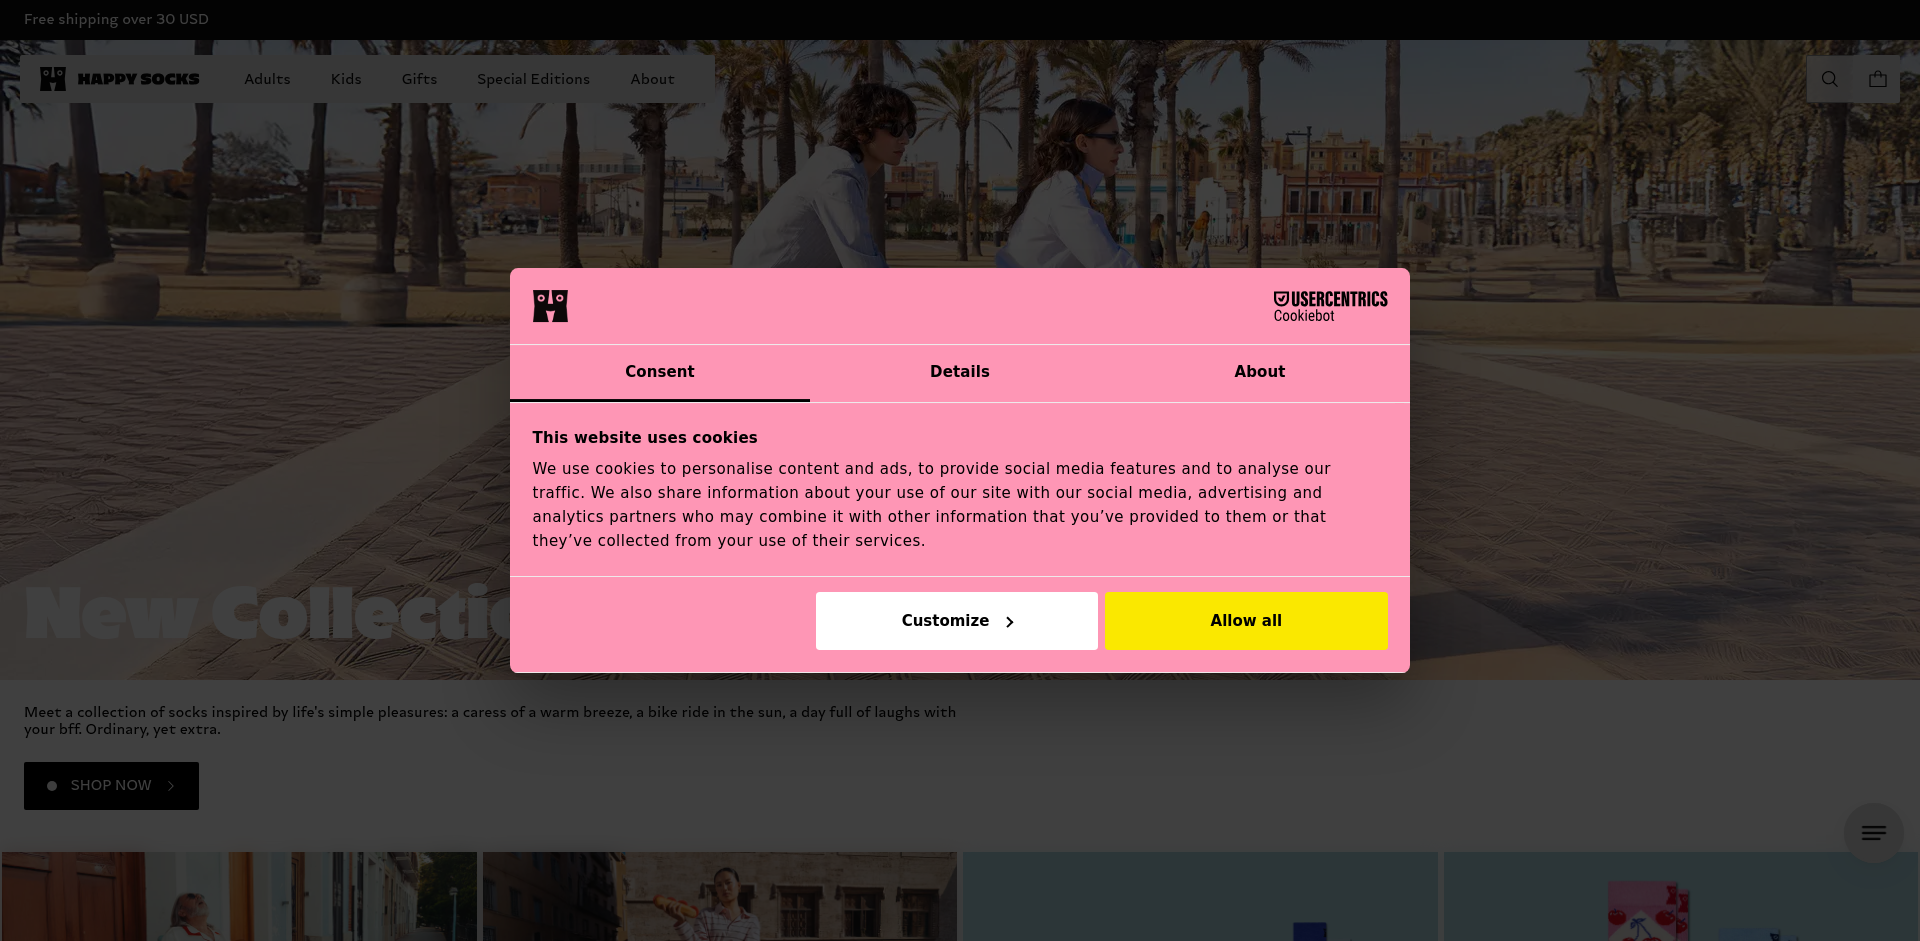 Free shipping over 30 USD
HAPPY SOCKS
Adults
Kids
Gifts
Special Editions
About
USERCENTRICS
Cookiebot
Consent
Details
About
This website uses cookies
We use cookies to personalise content and ads, to provide social media features and to analyse our
traffic. We also share information about your use of our site with our social media, advertising and
analytics partners who may combine it with other information that you’ve provided to them or that
they’ve collected from your use of their services.
Customize
Allow all
New
Meet a collection of socks inspired by life's simple pleasures: a caress of a warm breeze, a bike ride in the sun, a day full of laughs with
your bff. Ordinary, yet extra.
SHOP NOW